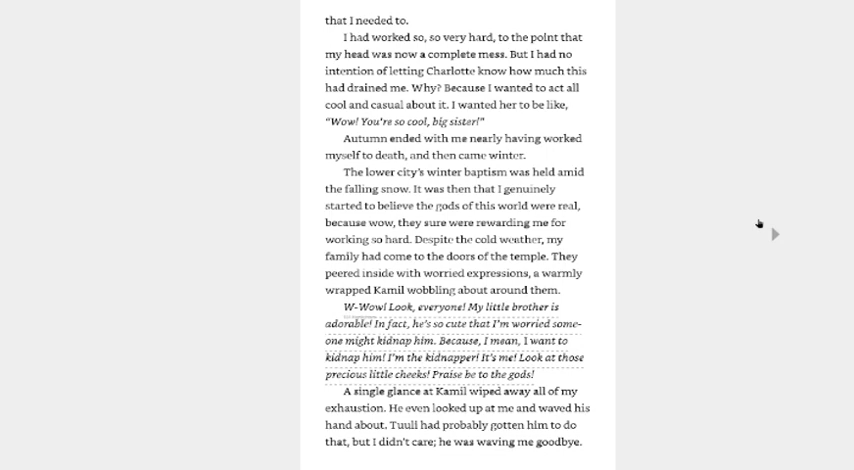 that I needed to.
I had worked so, so very hard, to the point that
my head was now a complete mess. But I had no
intention of letting Charlotte know how much this
had drained me. Why? Because I wanted to act all
cool and casual about it. I wanted her to be like,
“Wow! You're so cool, big sister!”
Autumn ended with me nearly having worked
myself to death, and then came winter.
The lower city's winter baptism was held amid
the falling snow. It was then that I genuinely
started to believe the gods of this world were real,
because wow, they sure were rewarding me for
working so hard. Despite the cold weather, my
family had come to the doors of the temple. They
peered inside with worried expressions, a warmly
wrapped Kamil wobbling about around them.
W-Wow! Look, everyone! My little brother is
adorable! In fact, he's so cute that I'm worried some-
one might kidnap him. Because, I mean, I want to
kidnap him! I'm the kidnapper! It's me! Look at those
precious little cheeks! Praise be to the gods!
A single glance at Kamil wiped away all of my
exhaustion. He even looked up at me and waved his
hand about. Tuuli had probably gotten him to do
that, but I didn't care; he was waving me goodbye.